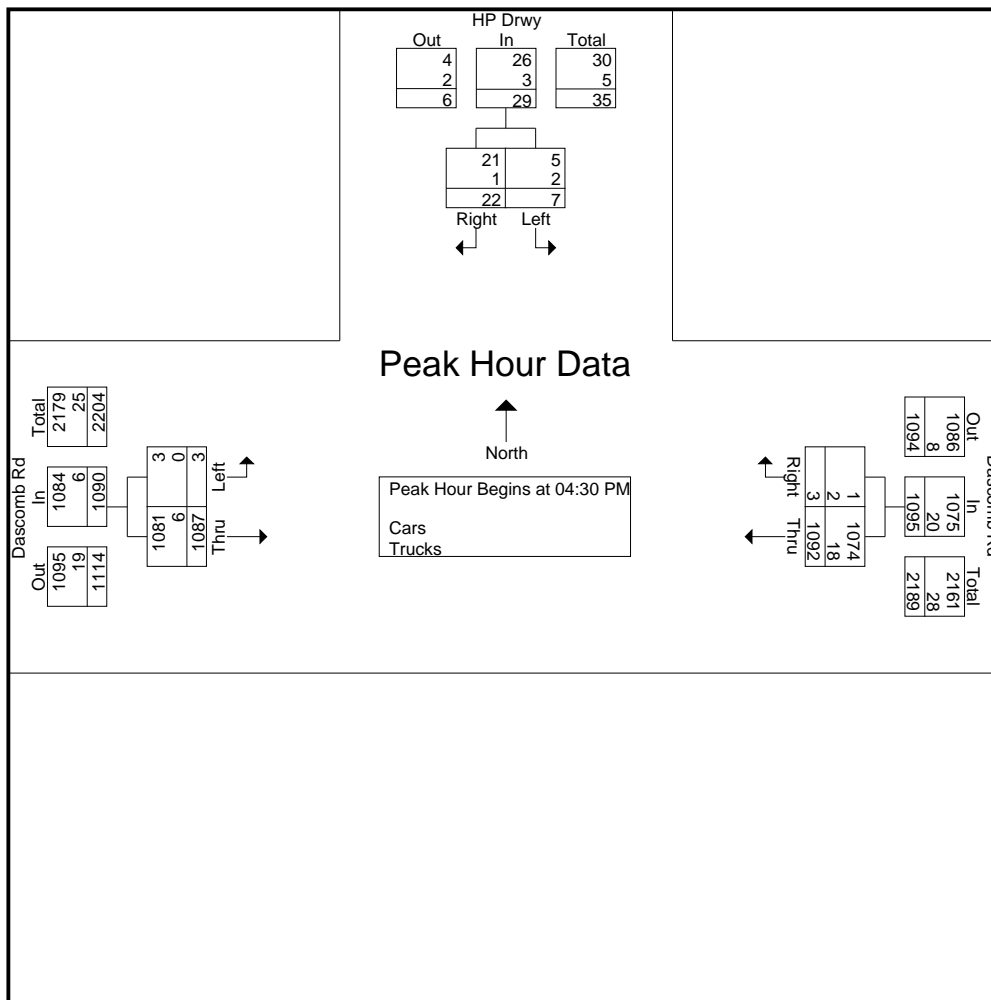 HP Drwy
Out In Total
4 26 30
2 3 5
6 29 35
21 5
1 2
22 7
Right Left
Peak Hour Data
North
Peak Hour Begins at 04:30 PM
Cars
Trucks
Dascomb Rd
Out In Total
1095 1084 2179
19 6 25
1114 1090 2204
Thru Left
1081 3
6 0
1087 3
Dascomb Rd
Out In Total
1086 1075 2161
8 20 28
1094 1095 2189
Right Thru
1 1074
2 18
3 1092